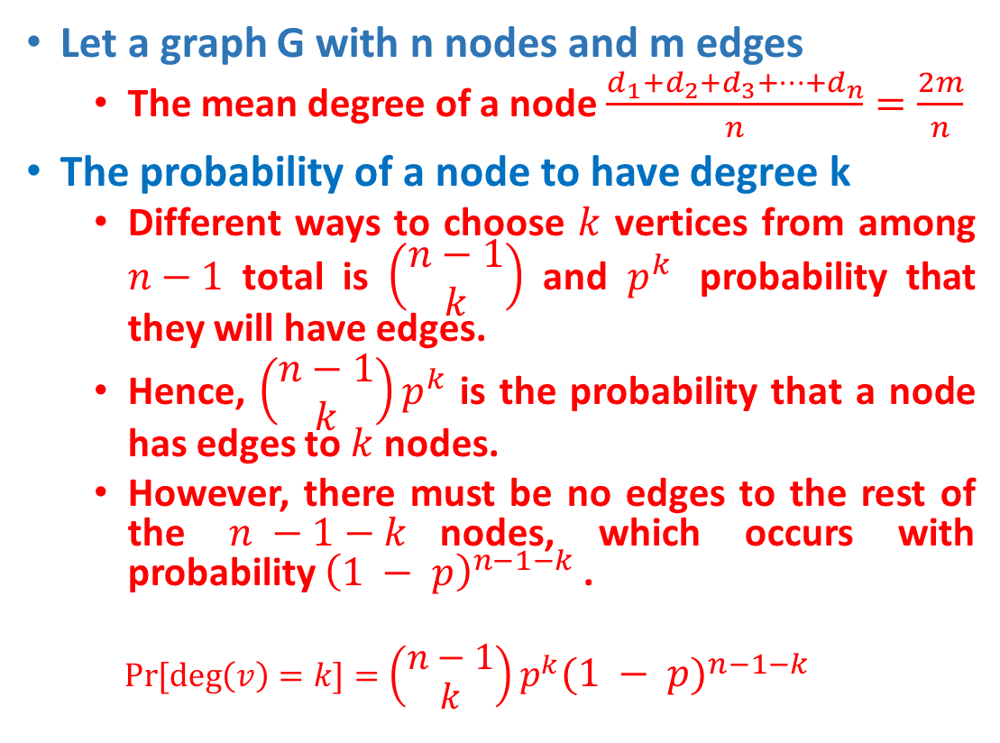 • Let a graph G with n nodes and m edges
• The mean degree of a node $\frac{d_1+d_2+d_3+\cdots+d_n}{n} = \frac{2m}{n}$
• The probability of a node to have degree k
• Different ways to choose $k$ vertices from among
$n - 1$ total is $\binom{n-1}{k}$ and $p^k$ probability that
they will have edges.
• Hence, $\binom{n-1}{k} p^k$ is the probability that a node
has edges to $k$ nodes.
• However, there must be no edges to the rest of
the $n - 1 - k$ nodes, which occurs with
probability $(1 - p)^{n-1-k}$ .
$\Pr[\deg(v) = k] = \binom{n-1}{k} p^k (1 - p)^{n-1-k}$